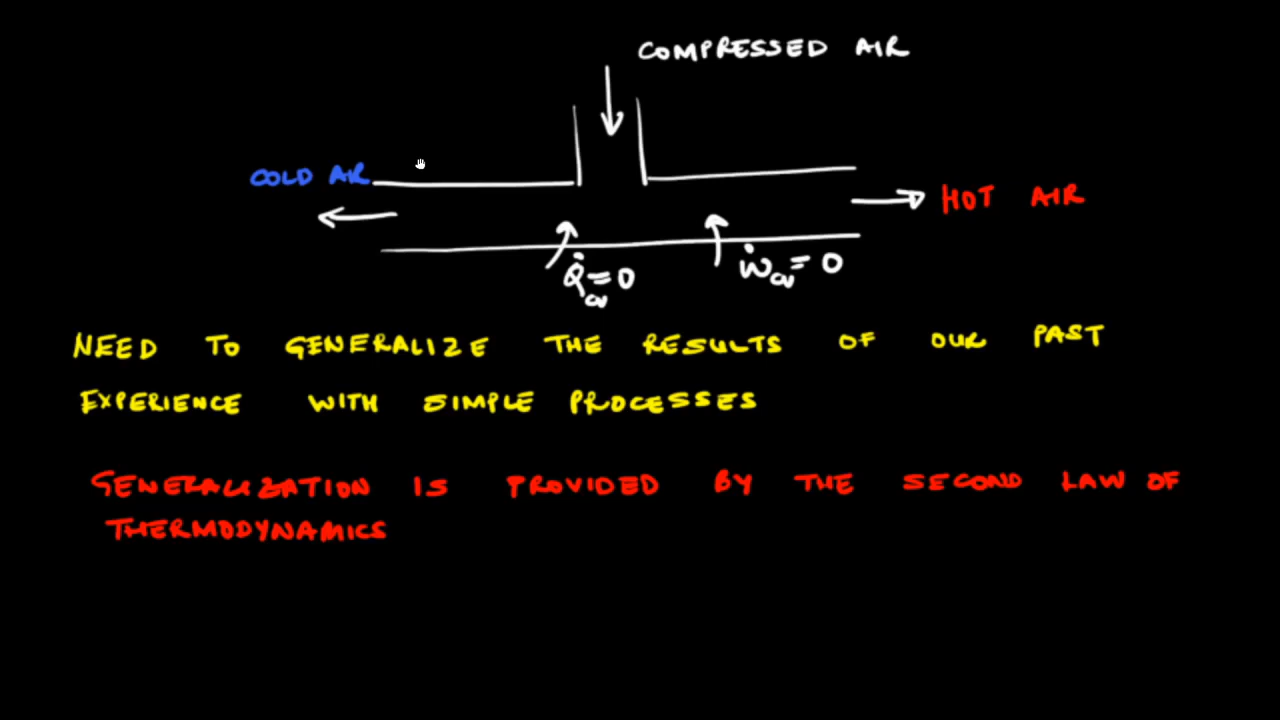 COMPRESSED AIR
COLD AIR
HOT AIR
Q̇cv = 0
Ẇcv = 0
NEED TO GENERALIZE THE RESULTS OF OUR PAST
EXPERIENCE WITH SIMPLE PROCESSES
GENERALIZATION IS PROVIDED BY THE SECOND LAW OF
THERMODYNAMICS